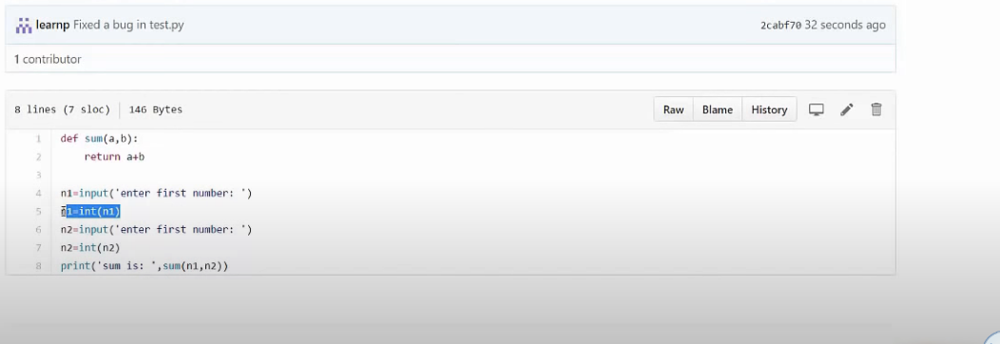 learnp Fixed a bug in test.py 2cabf70 32 seconds ago
1 contributor
8 lines (7 sloc) 146 Bytes Raw Blame History
1 def sum(a,b):
2 return a+b
3
4 n1=input('enter first number: ')
5 n1=int(n1)
6 n2=input('enter first number: ')
7 n2=int(n2)
8 print('sum is: ',sum(n1,n2))